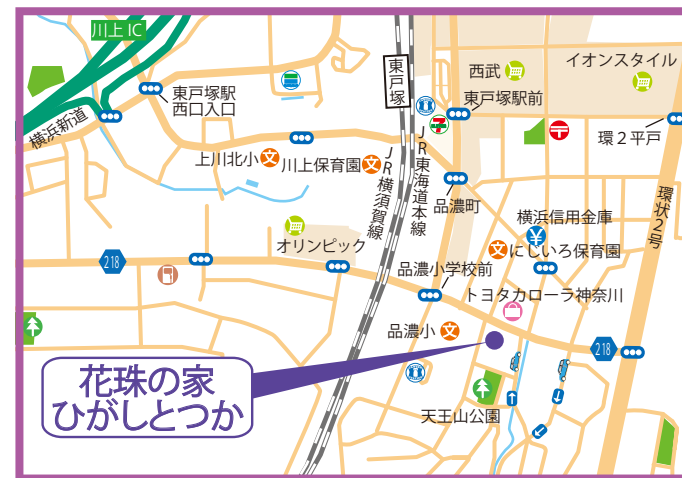 川上 IC
東戸塚
西武
イオンスタイル
東戸塚駅
西口入口
東戸塚駅前
横浜新道
環２平戸
上川北小
文
川上保育園
文
JR東海道本線
JR横須賀線
品濃町
環状２号
横浜信用金庫
¥
オリンピック
文
にじいろ保育園
218
品濃小学校前
トヨタカローラ神奈川
品濃小
文
218
花珠の家
ひがしとつか
天王山公園
7